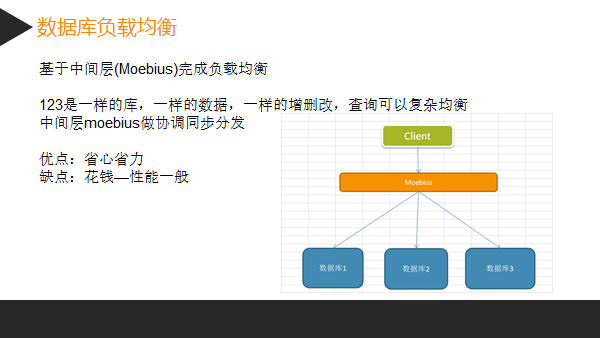 数据库负载均衡
基于中间层(Moebius)完成负载均衡
123是一样的库，一样的数据，一样的增删改，查询可以复杂均衡
中间层moebius做协调同步分发
优点：省心省力
缺点：花钱—性能一般
Client
Moebius
数据库1
数据库2
数据库3